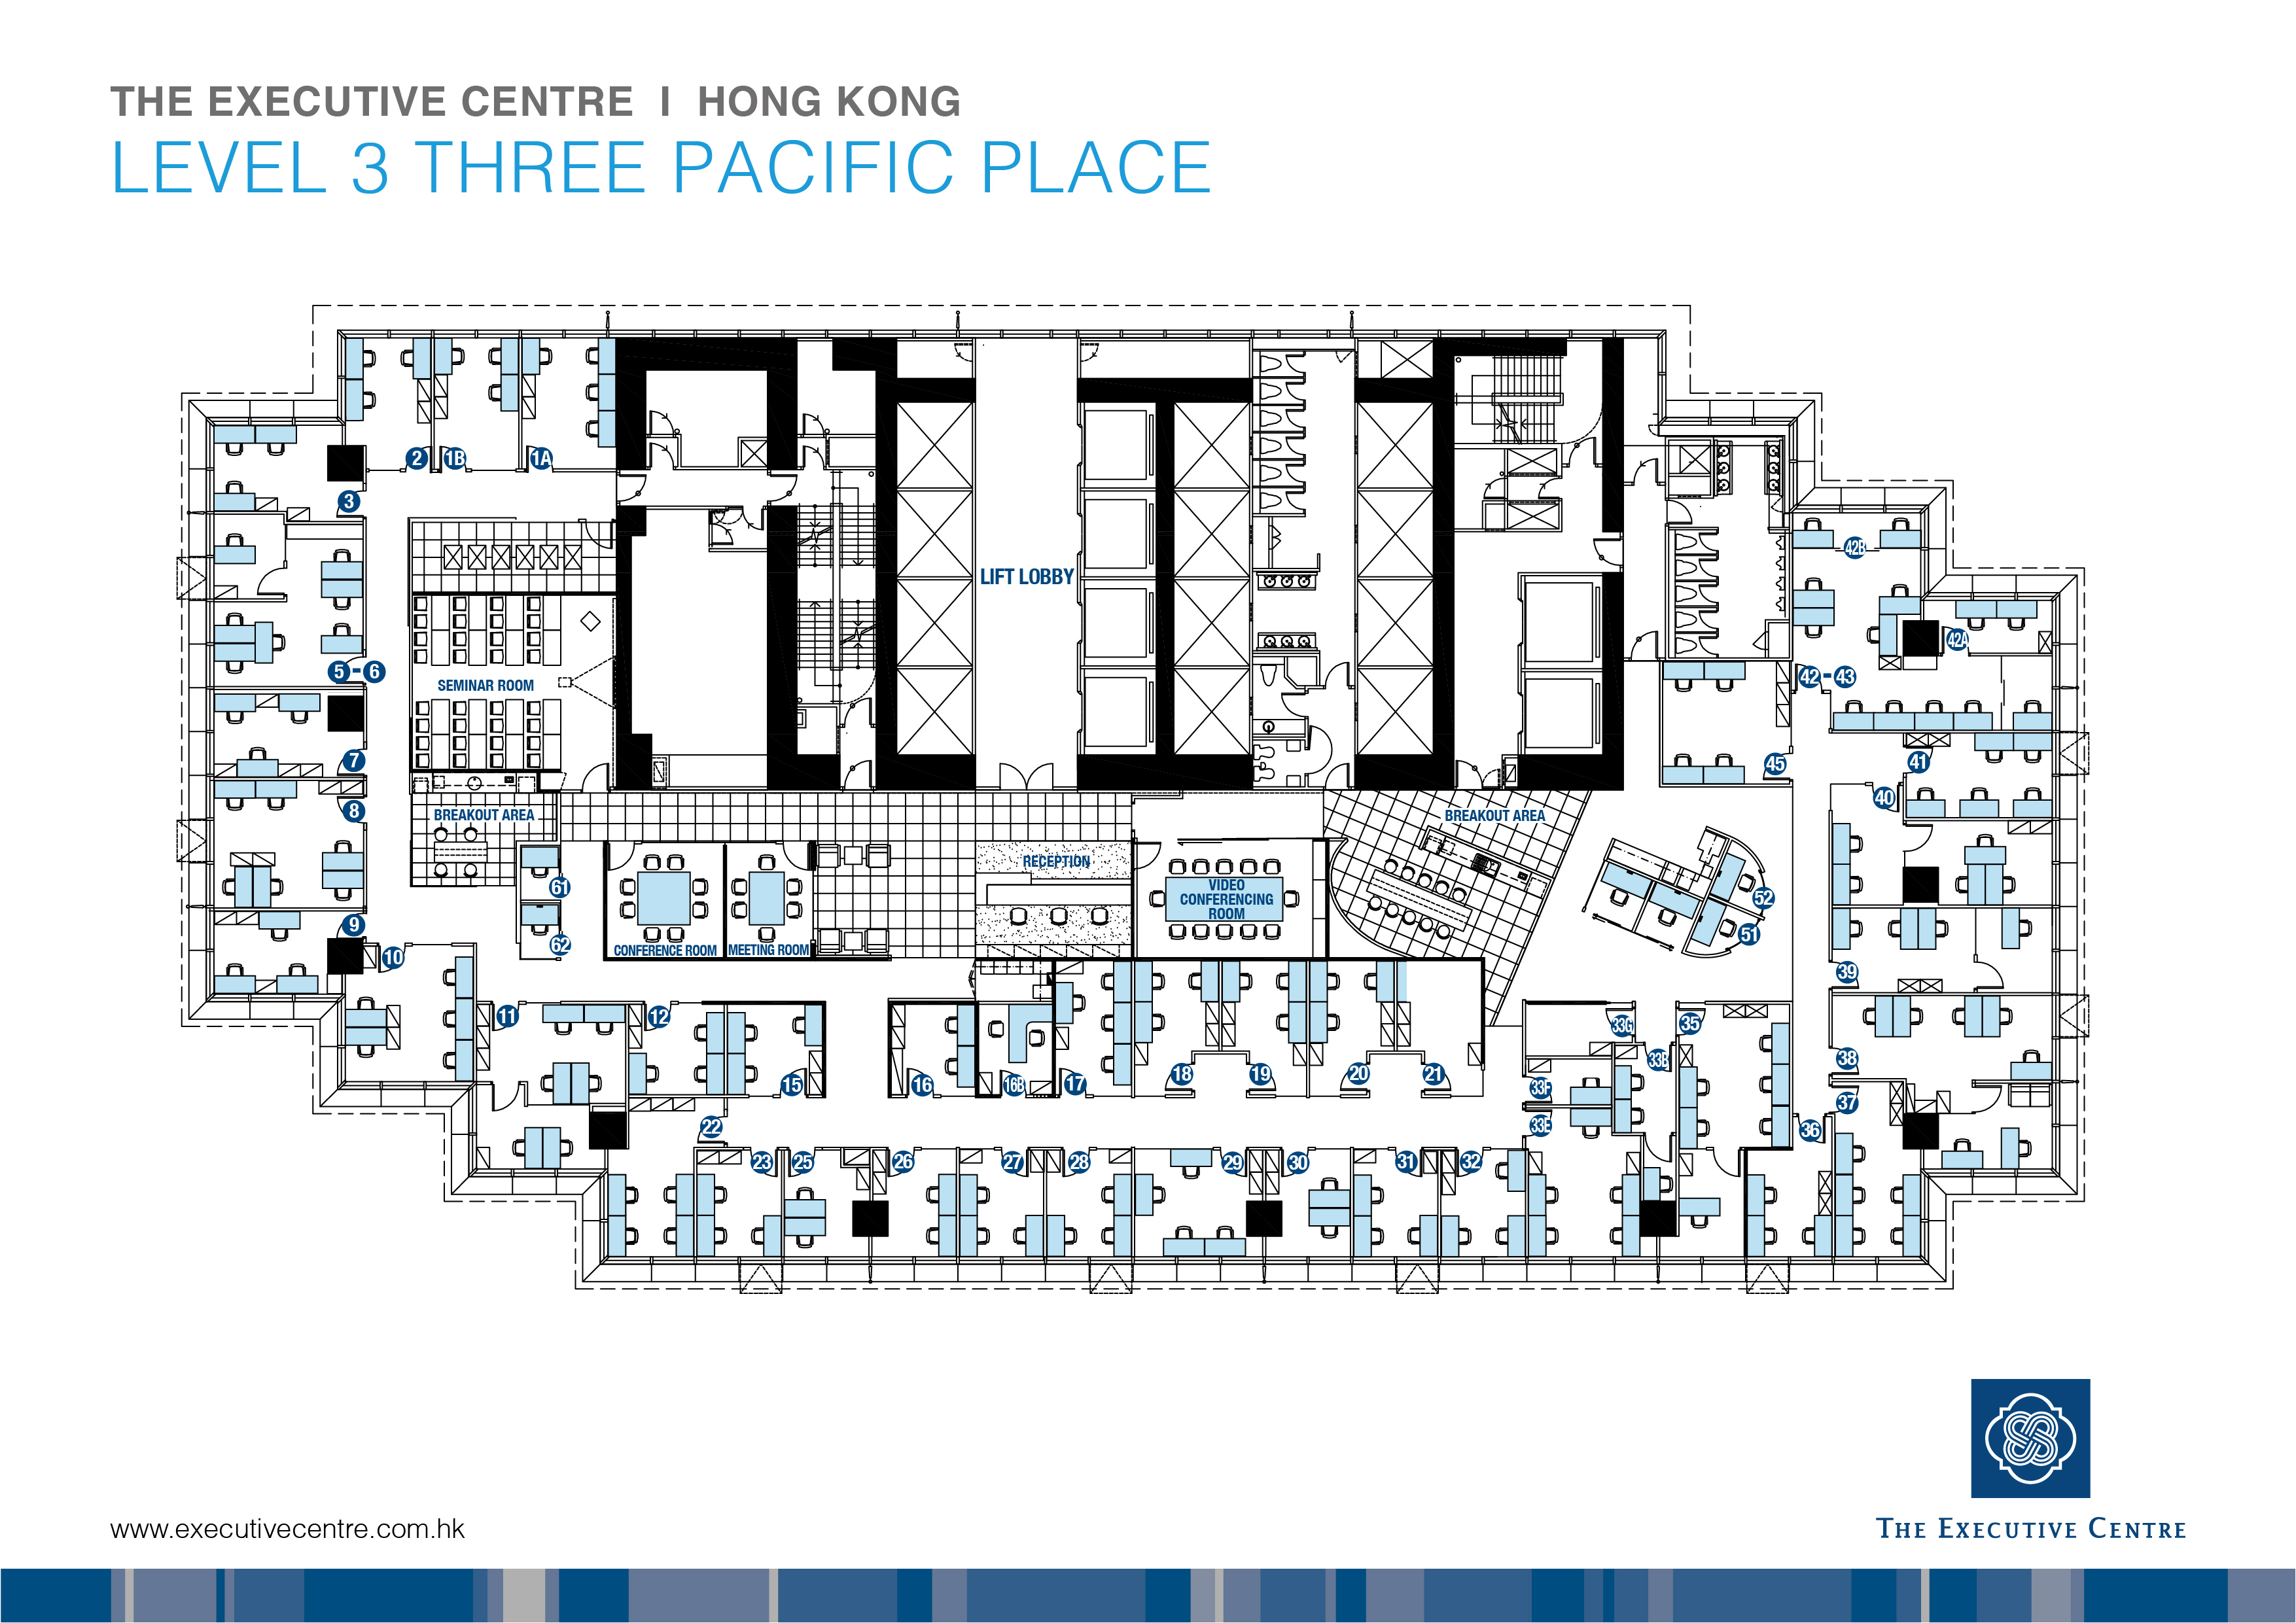 THE EXECUTIVE CENTRE I HONG KONG
LEVEL 3 THREE PACIFIC PLACE
2
1B
1A
3
42B
LIFT LOBBY
42A
5 - 6
SEMINAR ROOM
42 - 43
7
45
41
8
40
BREAKOUT AREA
BREAKOUT AREA
RECEPTION
61
VIDEO
CONFERENCING
ROOM
52
9
62
CONFERENCE ROOM
MEETING ROOM
51
10
39
11
12
33G
35
15
16
16B
17
18
19
20
21
33B
38
33F
37
22
33E
36
23
25
26
27
28
29
30
31
32
THE EXECUTIVE CENTRE
www.executivecentre.com.hk